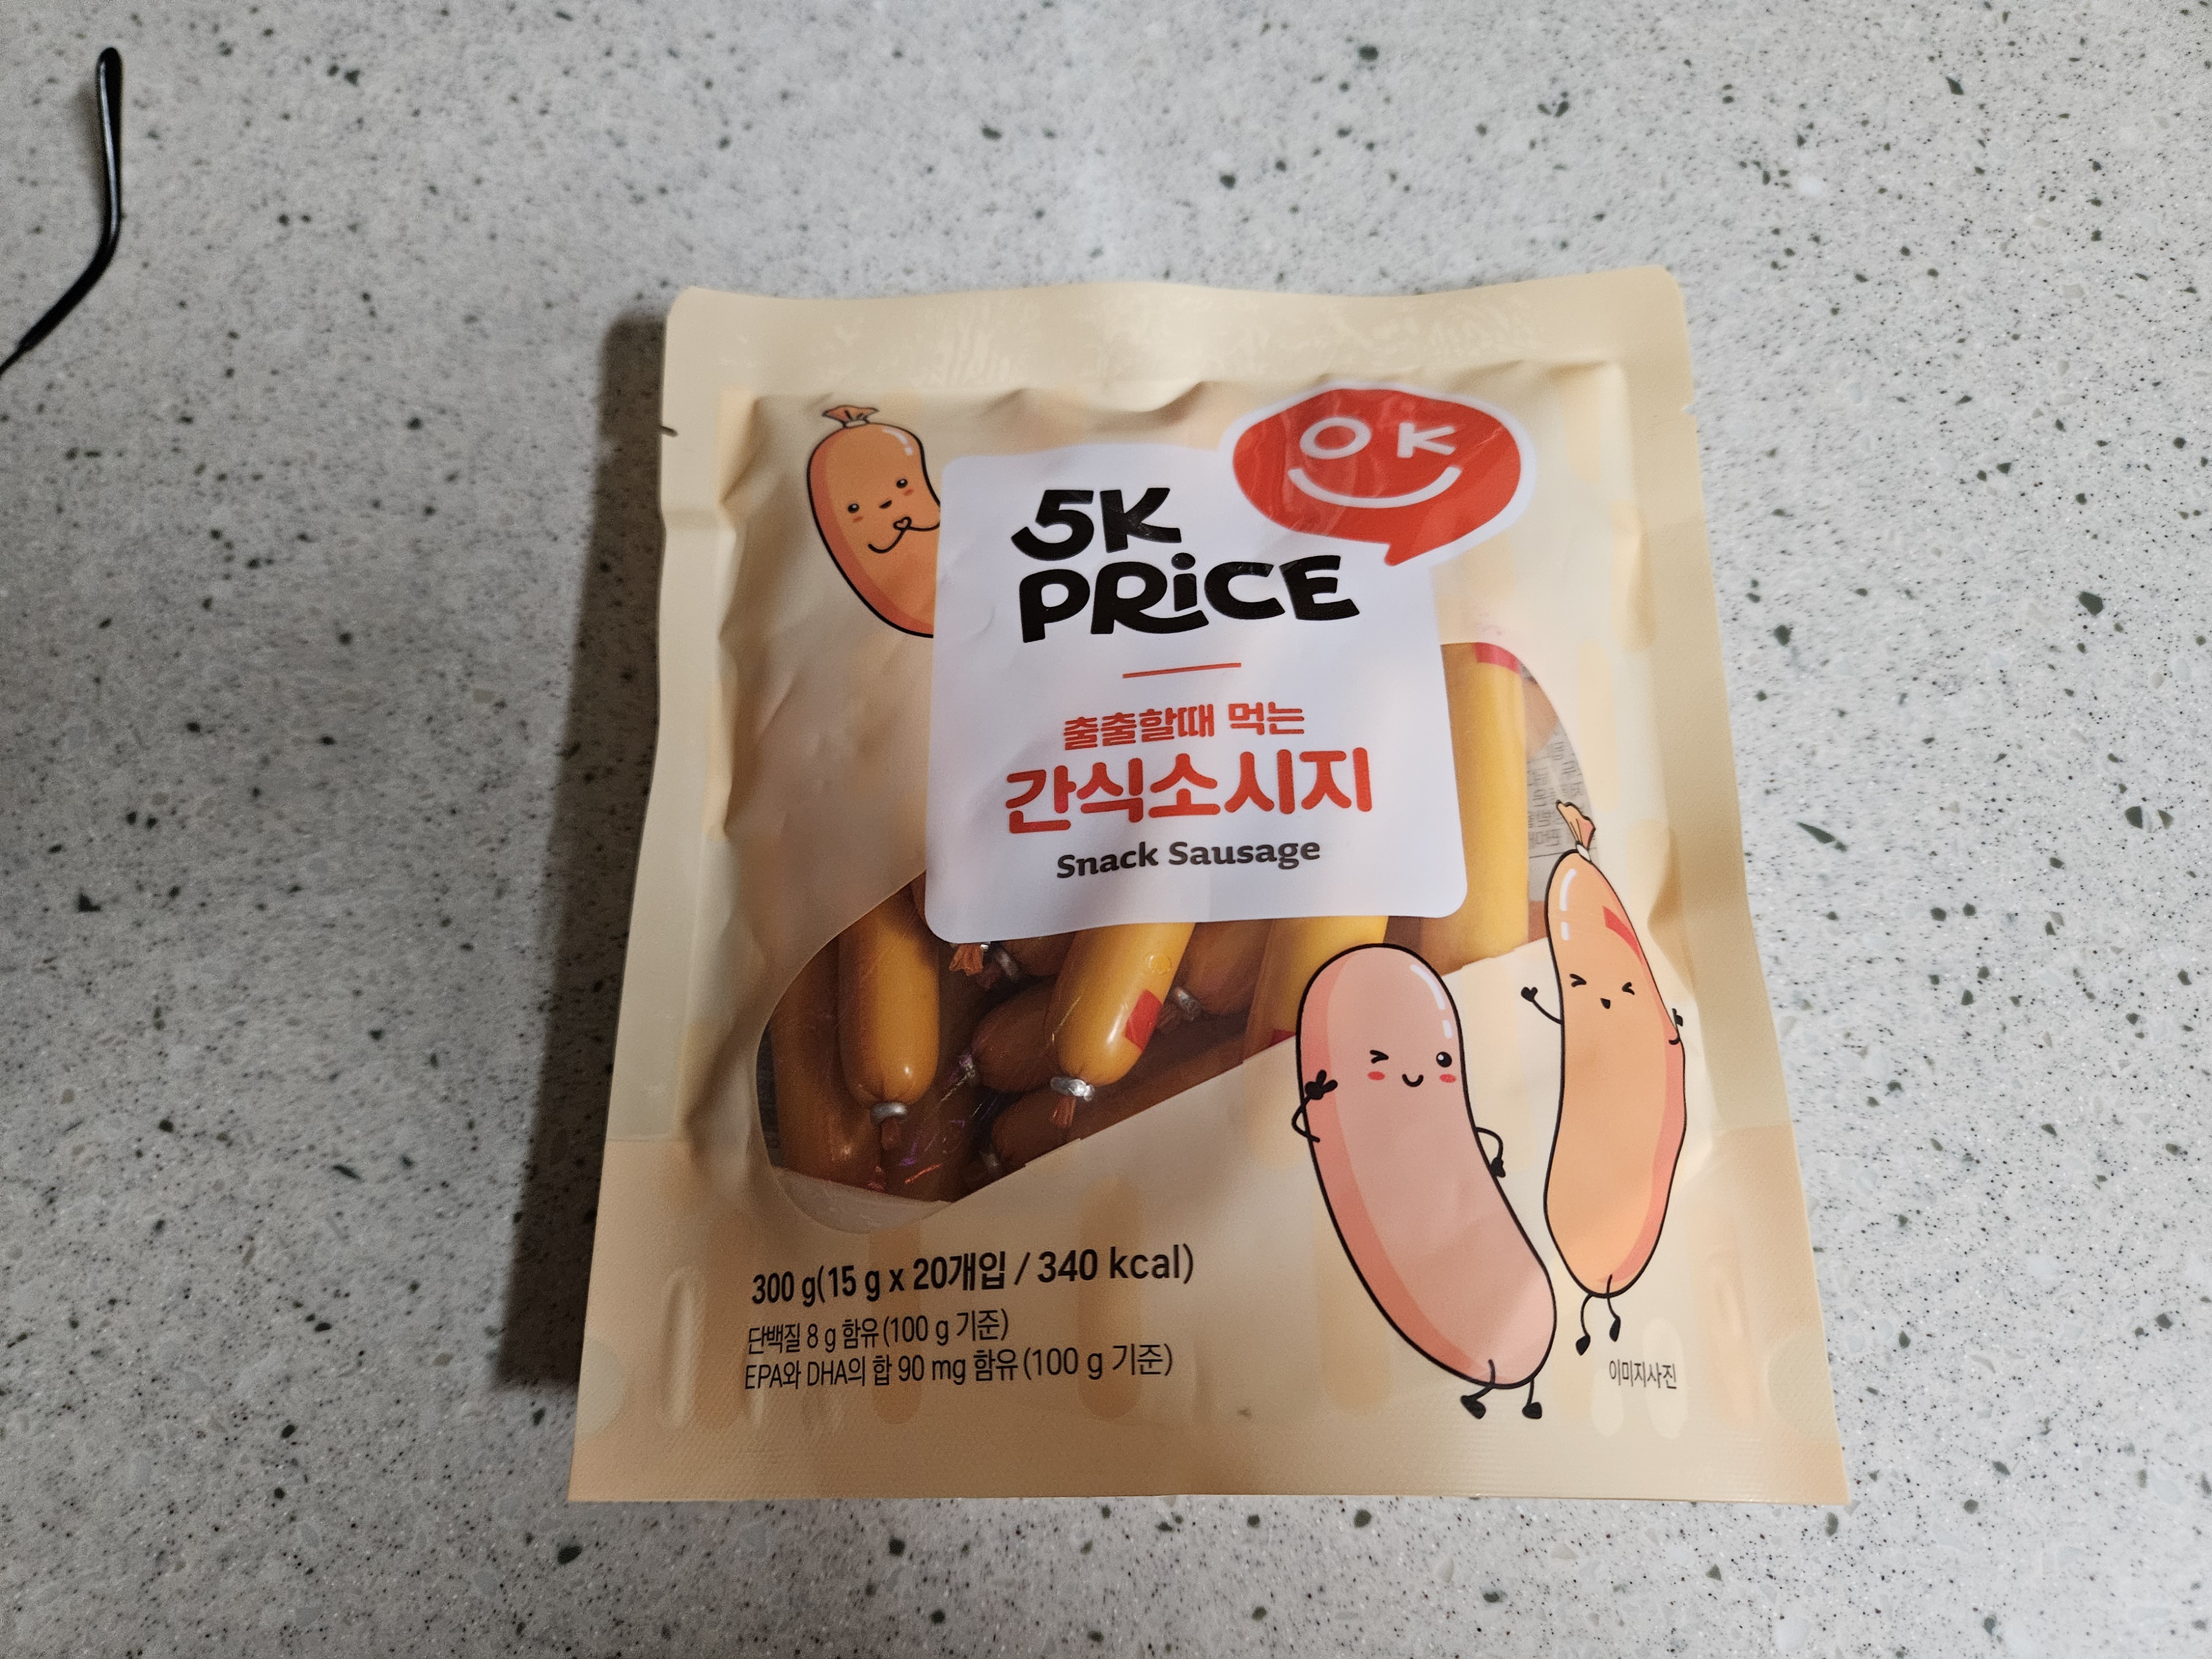 OK
5K
PRiCE
출출할때 먹는
간식소시지
Snack Sausage
300 g(15 g x 20개입 / 340 kcal)
단백질 8 g 함유(100 g 기준)
EPA와 DHA의 합 90 mg 함유(100 g 기준)
이미지사진